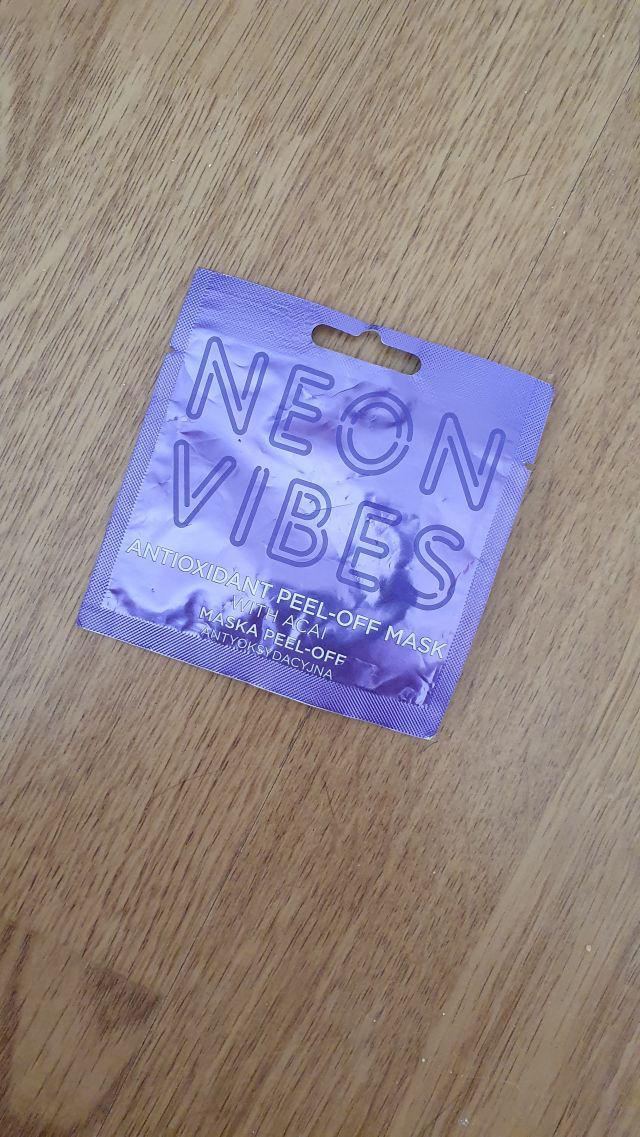 NEON
VIBES
ANTIOXIDANT PEEL-OFF MASK
WITH ACAI
MASKA PEEL-OFF
ANTYOKSYDACYJNA